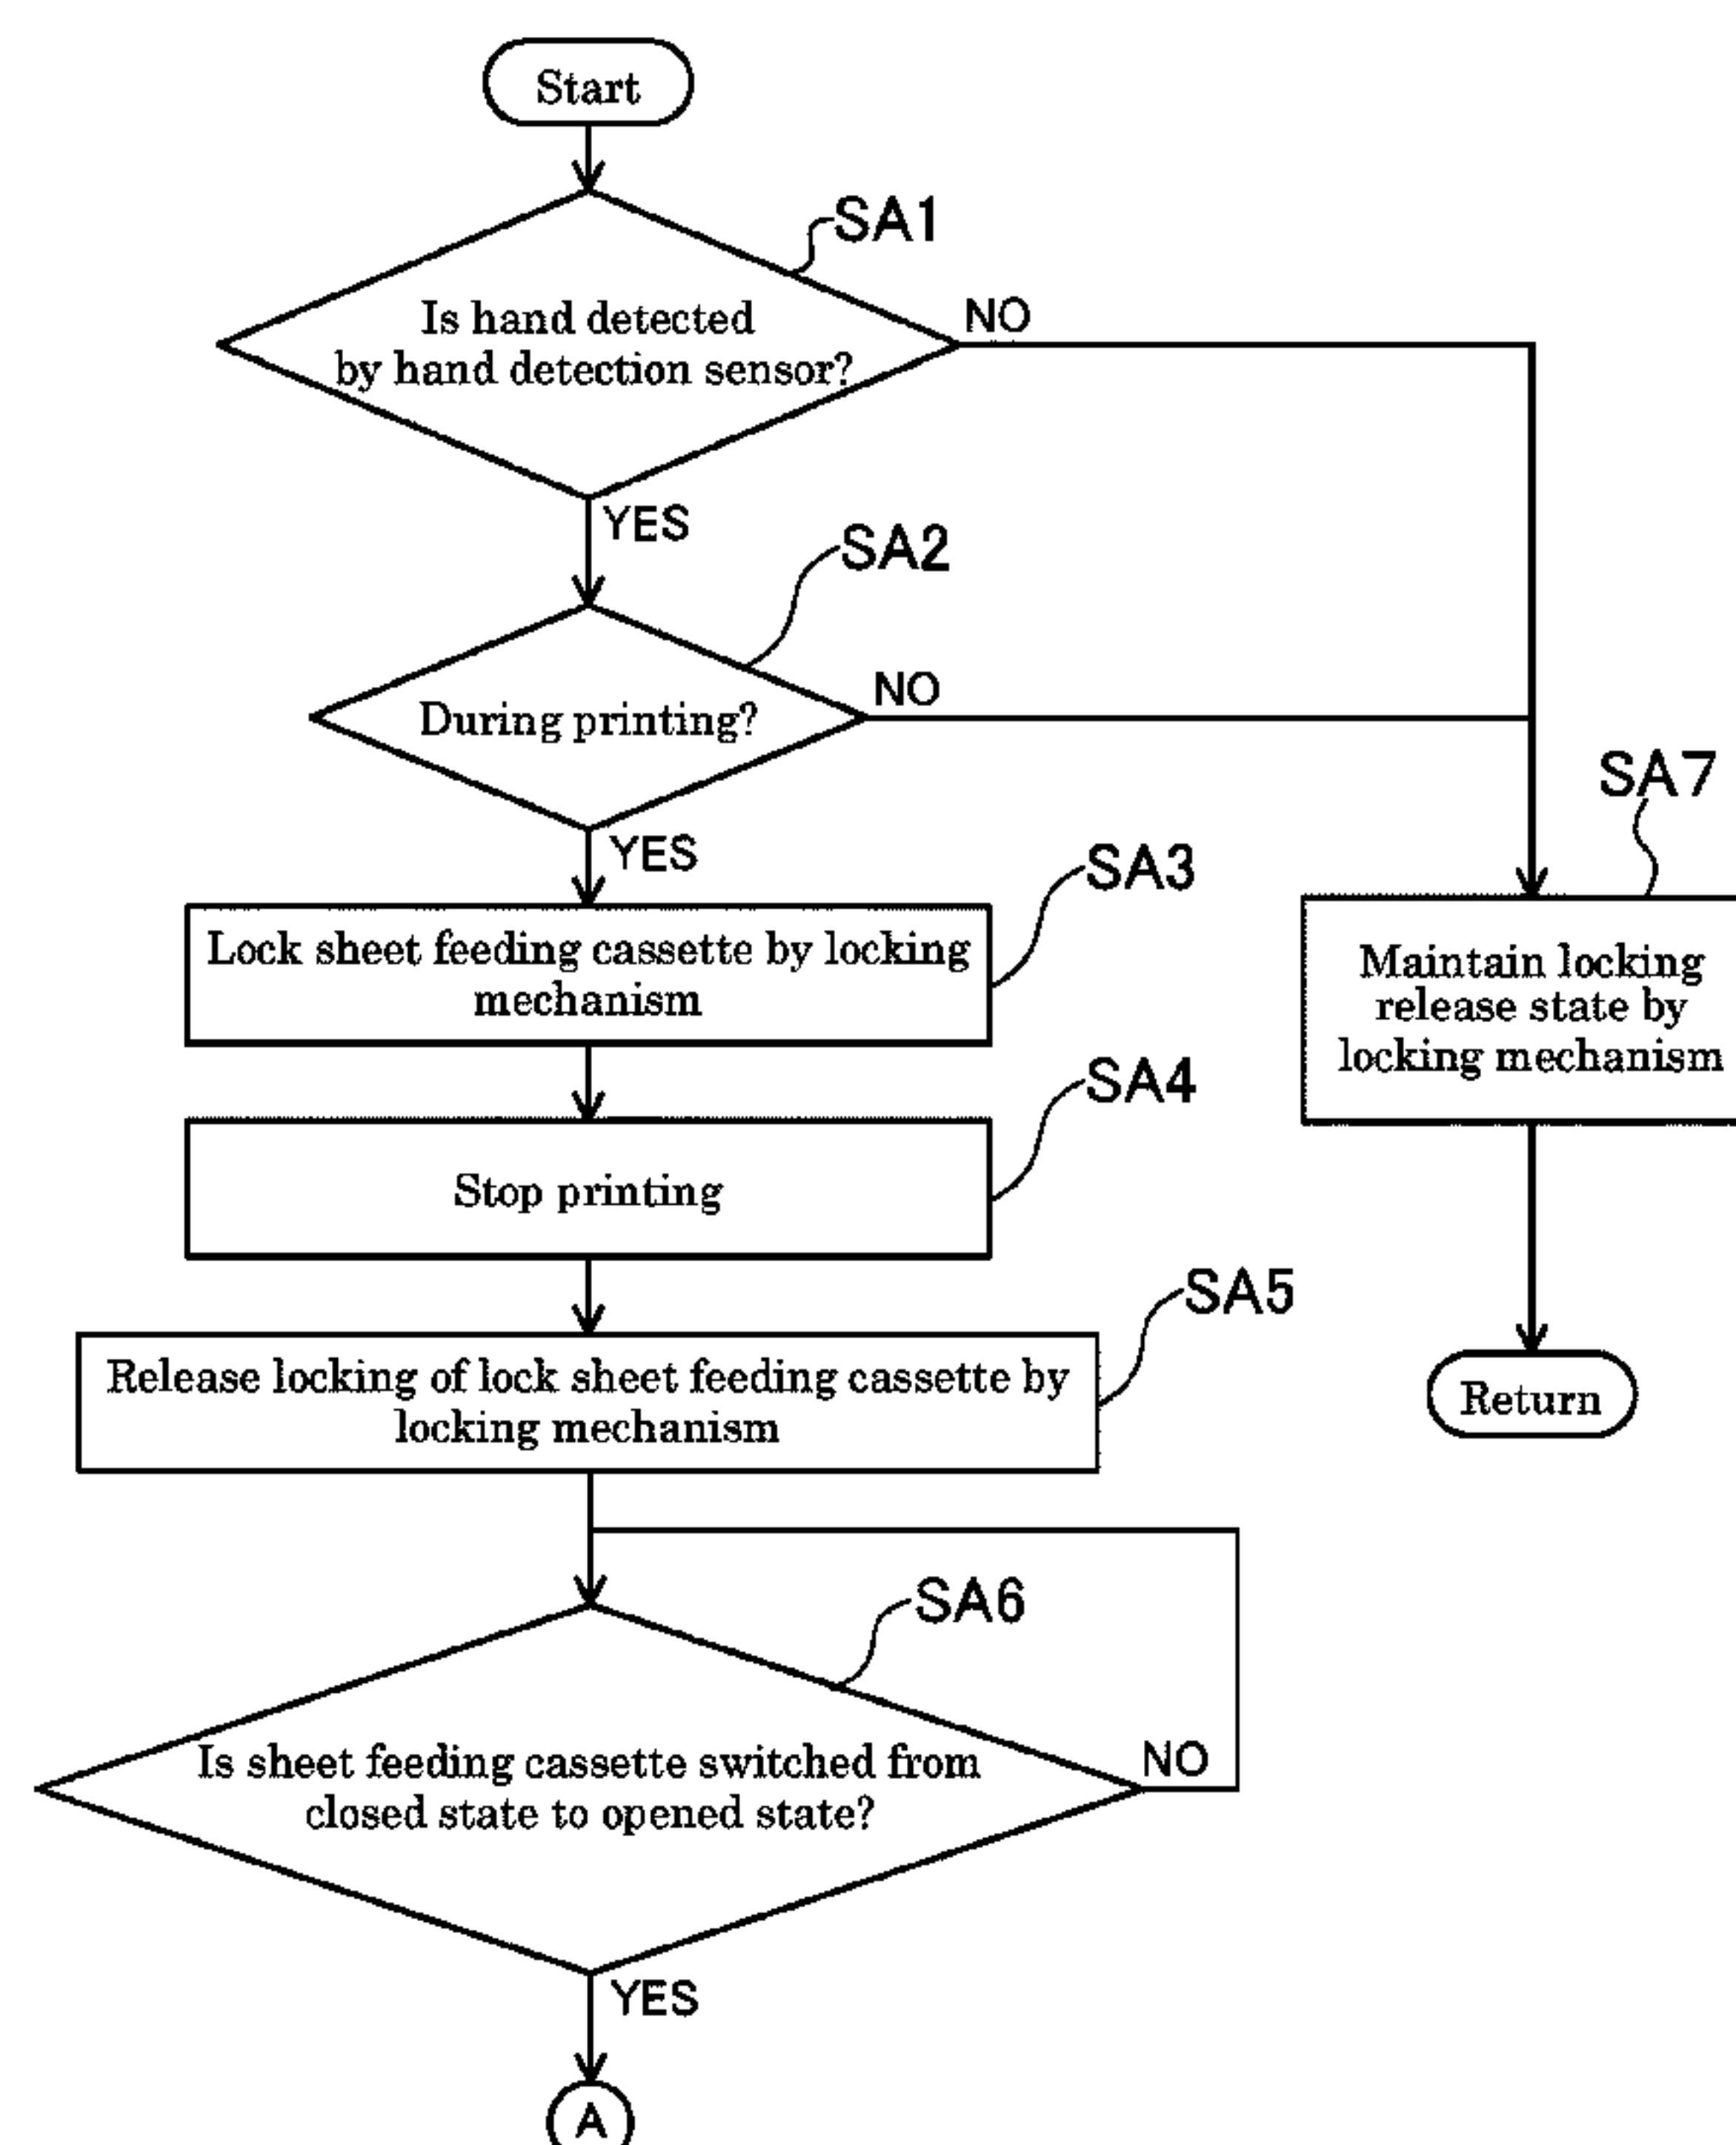 Start
SA1
Is hand detected
by hand detection sensor?
NO
YES
SA2
During printing?
NO
YES
SA7
SA3
Lock sheet feeding cassette by locking
mechanism
Maintain locking
release state by
locking mechanism
SA4
Stop printing
SA5
Release locking of lock sheet feeding cassette by
locking mechanism
Return
SA6
Is sheet feeding cassette switched from
closed state to opened state?
NO
YES
A